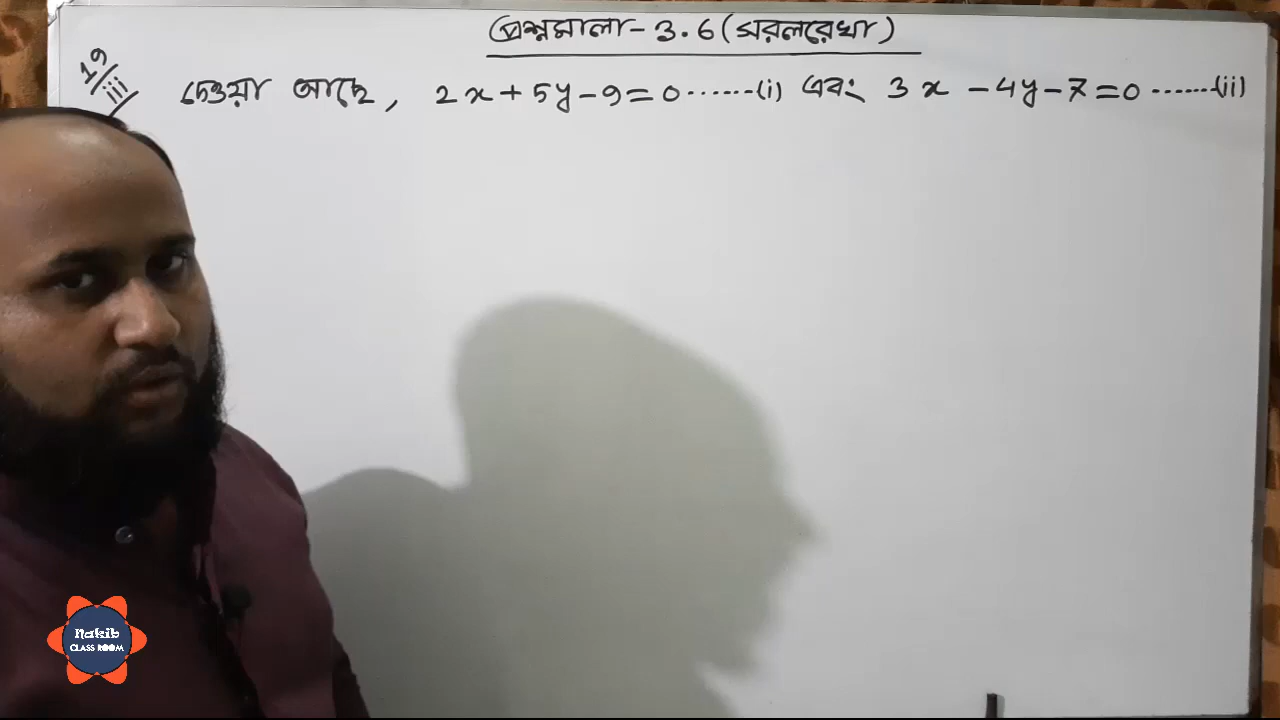 প্রশ্নমালা - 3.6 (সরলরেখা)
19/iii
দেওয়া আছে, 2x + 5y - 9 = 0 ......(i) এবং 3x - 4y - 7 = 0 ......(ii)
Nakib
CLASS ROOM